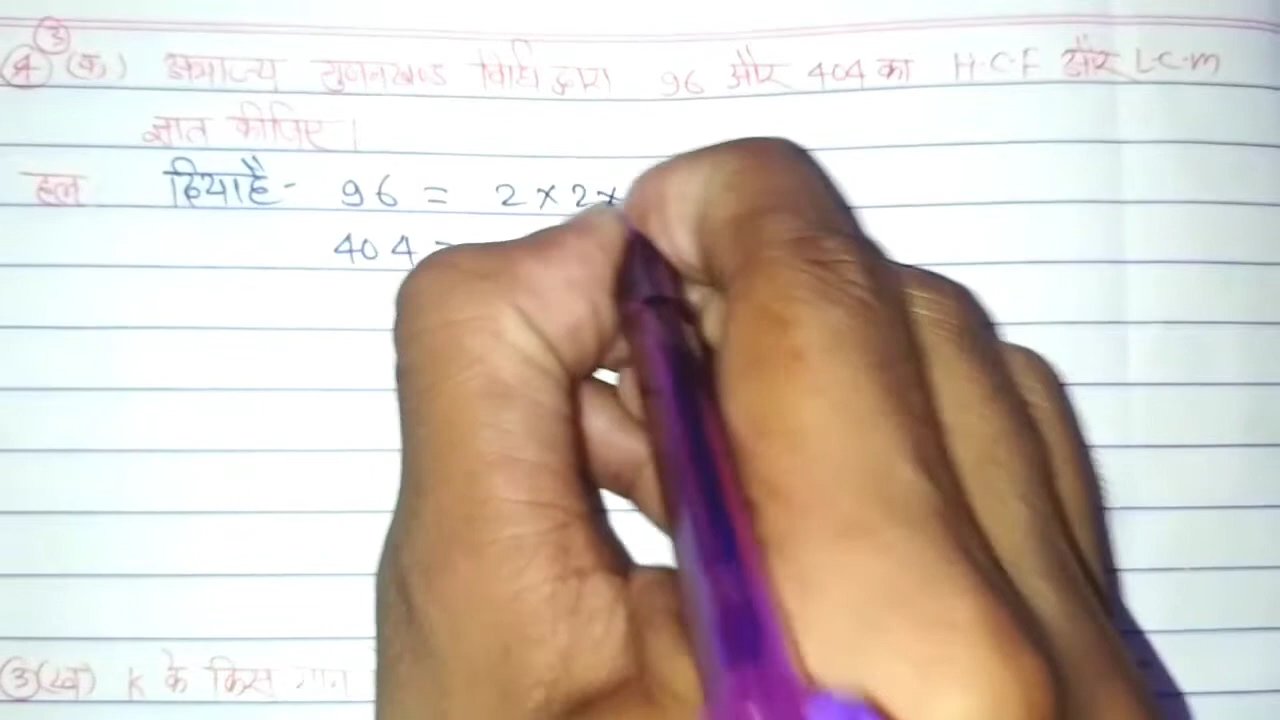 ③
④ (क) अभाज्य गुणनखण्ड विधि द्वारा 96 और 404 का H.C.F और L.C.M
ज्ञात कीजिए।
हल दिया है - 96 = 2 × 2 ×
404 =
③ (ख) K के किस मान